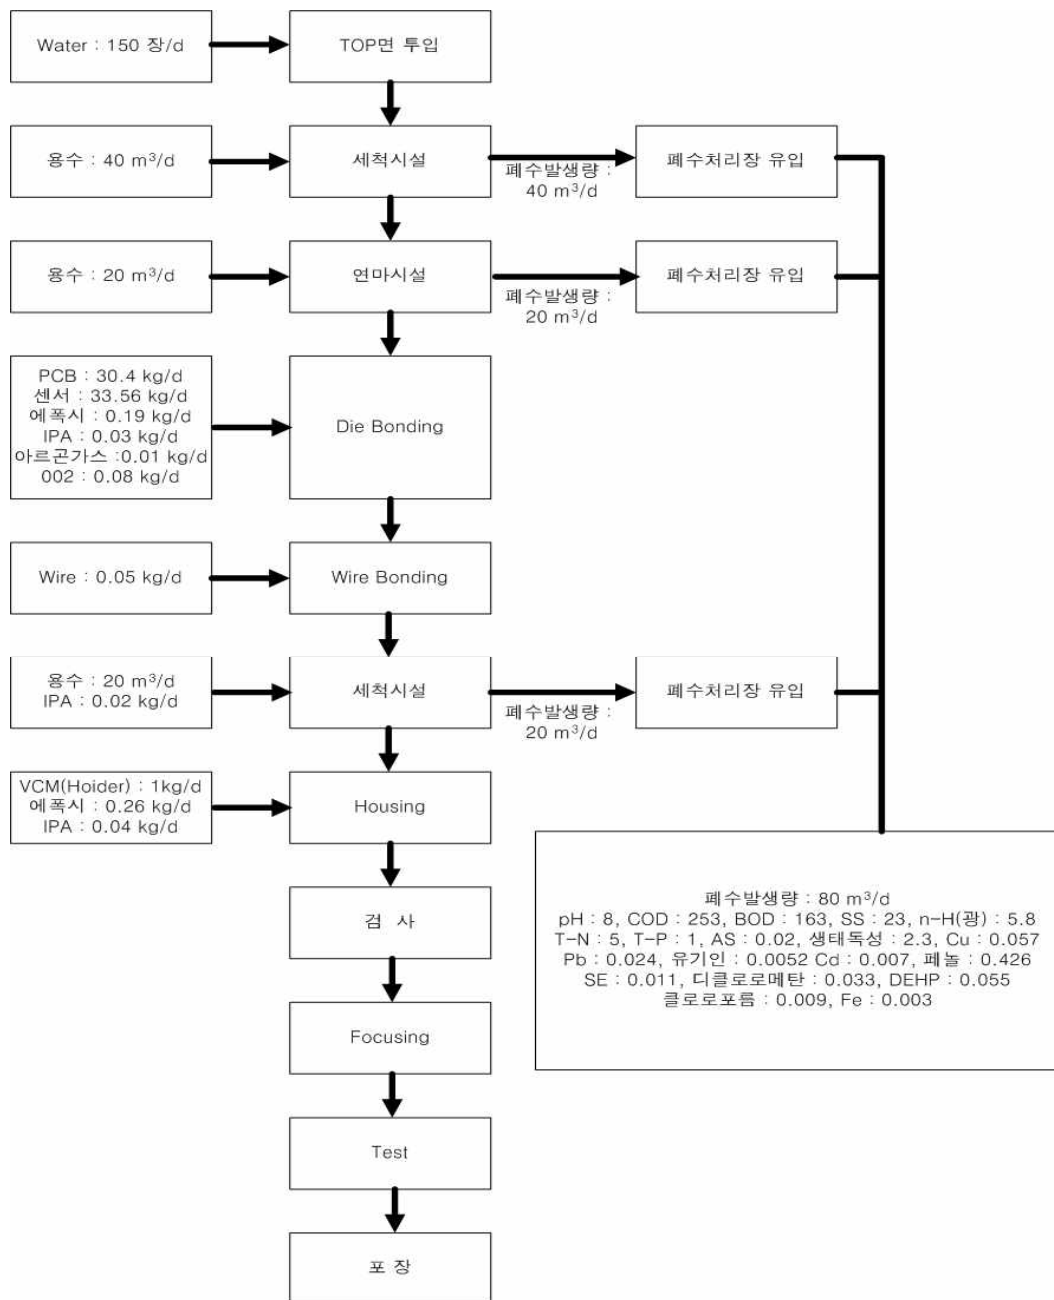 Water : 150 장/d
TOP면 투입
용수 : 40 m³/d
세척시설
폐수발생량 :
40 m³/d
폐수처리장 유입
용수 : 20 m³/d
연마시설
폐수발생량 :
20 m³/d
폐수처리장 유입
PCB : 30.4 kg/d
센서 : 33.56 kg/d
에폭시 : 0.19 kg/d
IPA : 0.03 kg/d
아르곤가스 :0.01 kg/d
002 : 0.08 kg/d
Die Bonding
Wire : 0.05 kg/d
Wire Bonding
용수 : 20 m³/d
IPA : 0.02 kg/d
세척시설
폐수발생량 :
20 m³/d
폐수처리장 유입
VCM(Hoider) : 1kg/d
에폭시 : 0.26 kg/d
IPA : 0.04 kg/d
Housing
폐수발생량 : 80 m³/d
pH : 8, COD : 253, BOD : 163, SS : 23, n-H(광) : 5.8
T-N : 5, T-P : 1, AS : 0.02, 생태독성 : 2.3, Cu : 0.057
Pb : 0.024, 유기인 : 0.0052 Cd : 0.007, 페놀 : 0.426
SE : 0.011, 디클로로메탄 : 0.033, DEHP : 0.055
클로로포름 : 0.009, Fe : 0.003
검 사
Focusing
Test
포 장